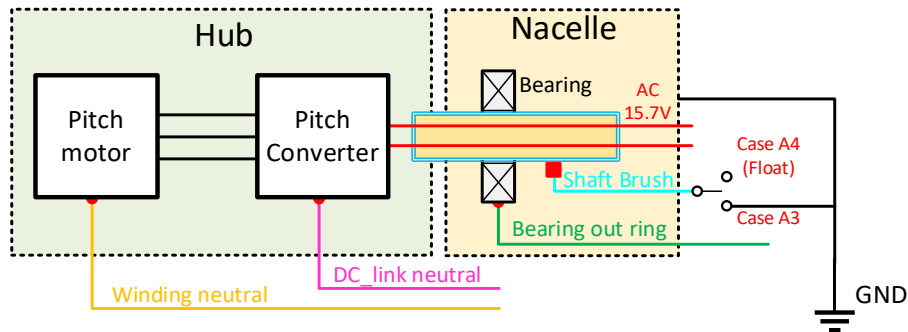 Hub
Nacelle
Pitch
motor
Pitch
Converter
Bearing
AC
15.7V
Case A4
(Float)
Shaft Brush
Case A3
Bearing out ring
DC_link neutral
Winding neutral
GND